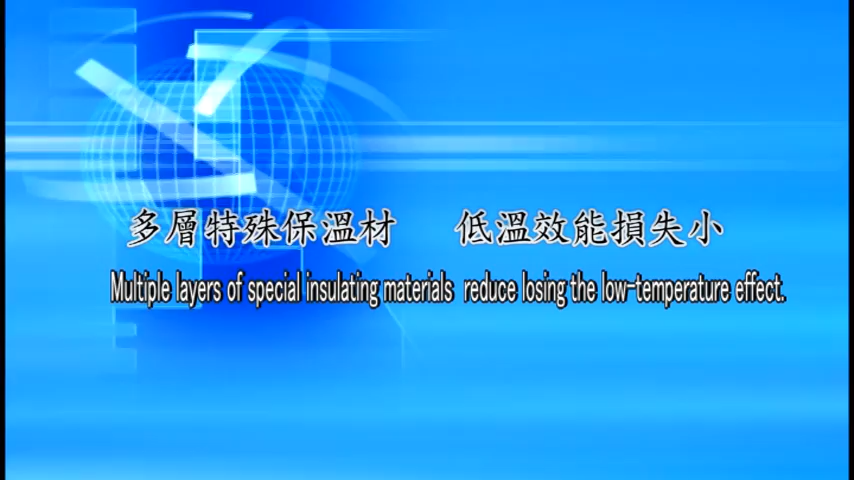 多層特殊保溫材 低溫效能損失小
Multiple layers of special insulating materials reduce losing the low-temperature effect.